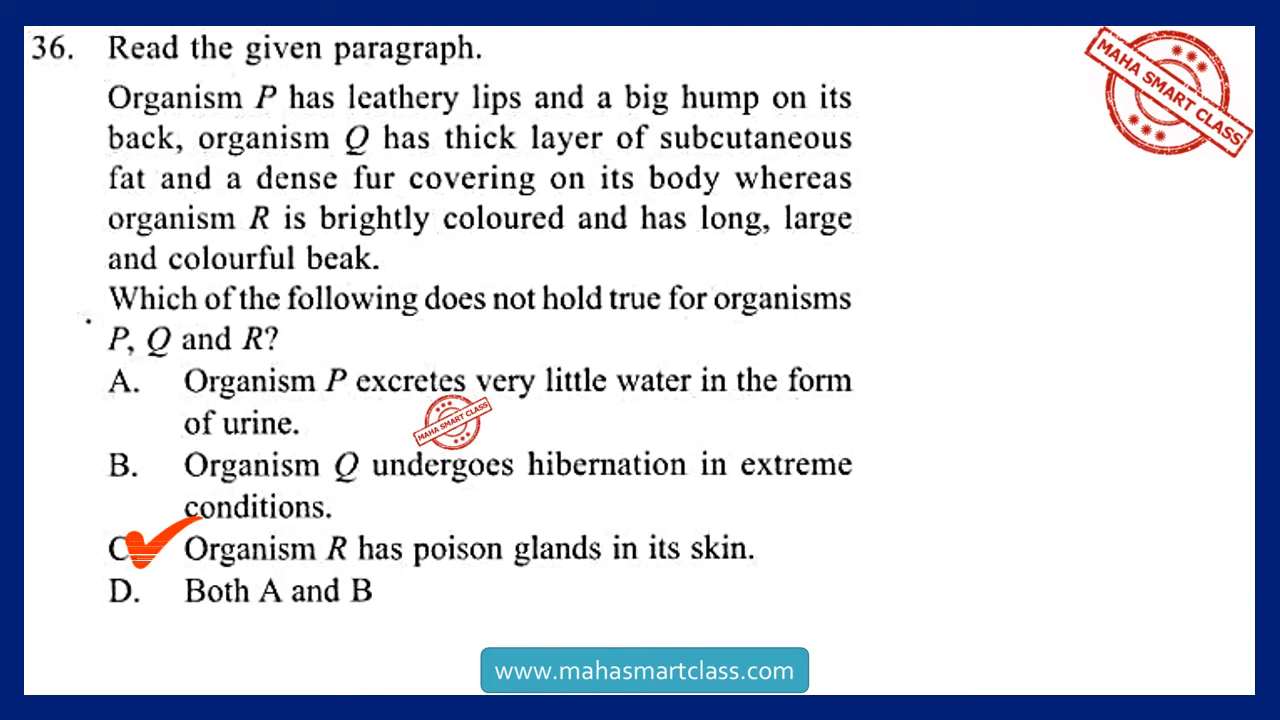 36. Read the given paragraph.
Organism P has leathery lips and a big hump on its
back, organism Q has thick layer of subcutaneous
fat and a dense fur covering on its body whereas
organism R is brightly coloured and has long, large
and colourful beak.
Which of the following does not hold true for organisms
P, Q and R?
A. Organism P excretes very little water in the form
of urine.
B. Organism Q undergoes hibernation in extreme
conditions.
C Organism R has poison glands in its skin.
D. Both A and B
MAHA SMART CLASS
MAHA SMART CLASS
www.mahasmartclass.com